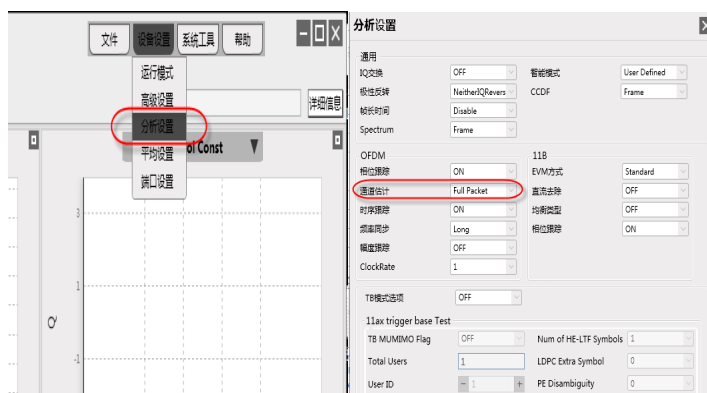 文件
设备设置
系统工具
帮助
运行模式
高级设置
分析设置
平均设置
端口设置
详细信息
ol Const
3
1
-1
Q
分析设置
通用
IQ交换 OFF 智能模式 User Defined
极性反转 NeitherIQRevers CCDF Frame
帧长时间 Disable
Spectrum Frame
OFDM 11B
相位跟踪 ON EVM方式 Standard
通道估计 Full Packet 直流去除 OFF
时序跟踪 ON 均衡类型 OFF
频率同步 Long 相位跟踪 ON
幅度跟踪 OFF
ClockRate 1
TB模式选项 OFF
11ax trigger base Test
TB MUMIMO Flag OFF Num of HE-LTF Symbols 1
Total Users 1 LDPC Extra Symbol 0
User ID - 1 + PE Disambiguity 0